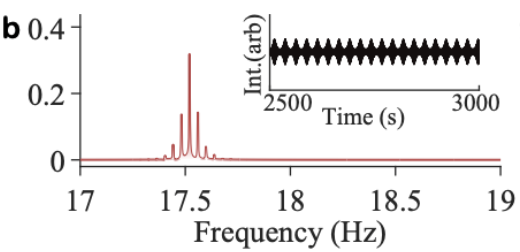 b
0.4
0.2
0
17 17.5 18 18.5 19
Frequency (Hz)
Int.(arb)
2500 3000
Time (s)